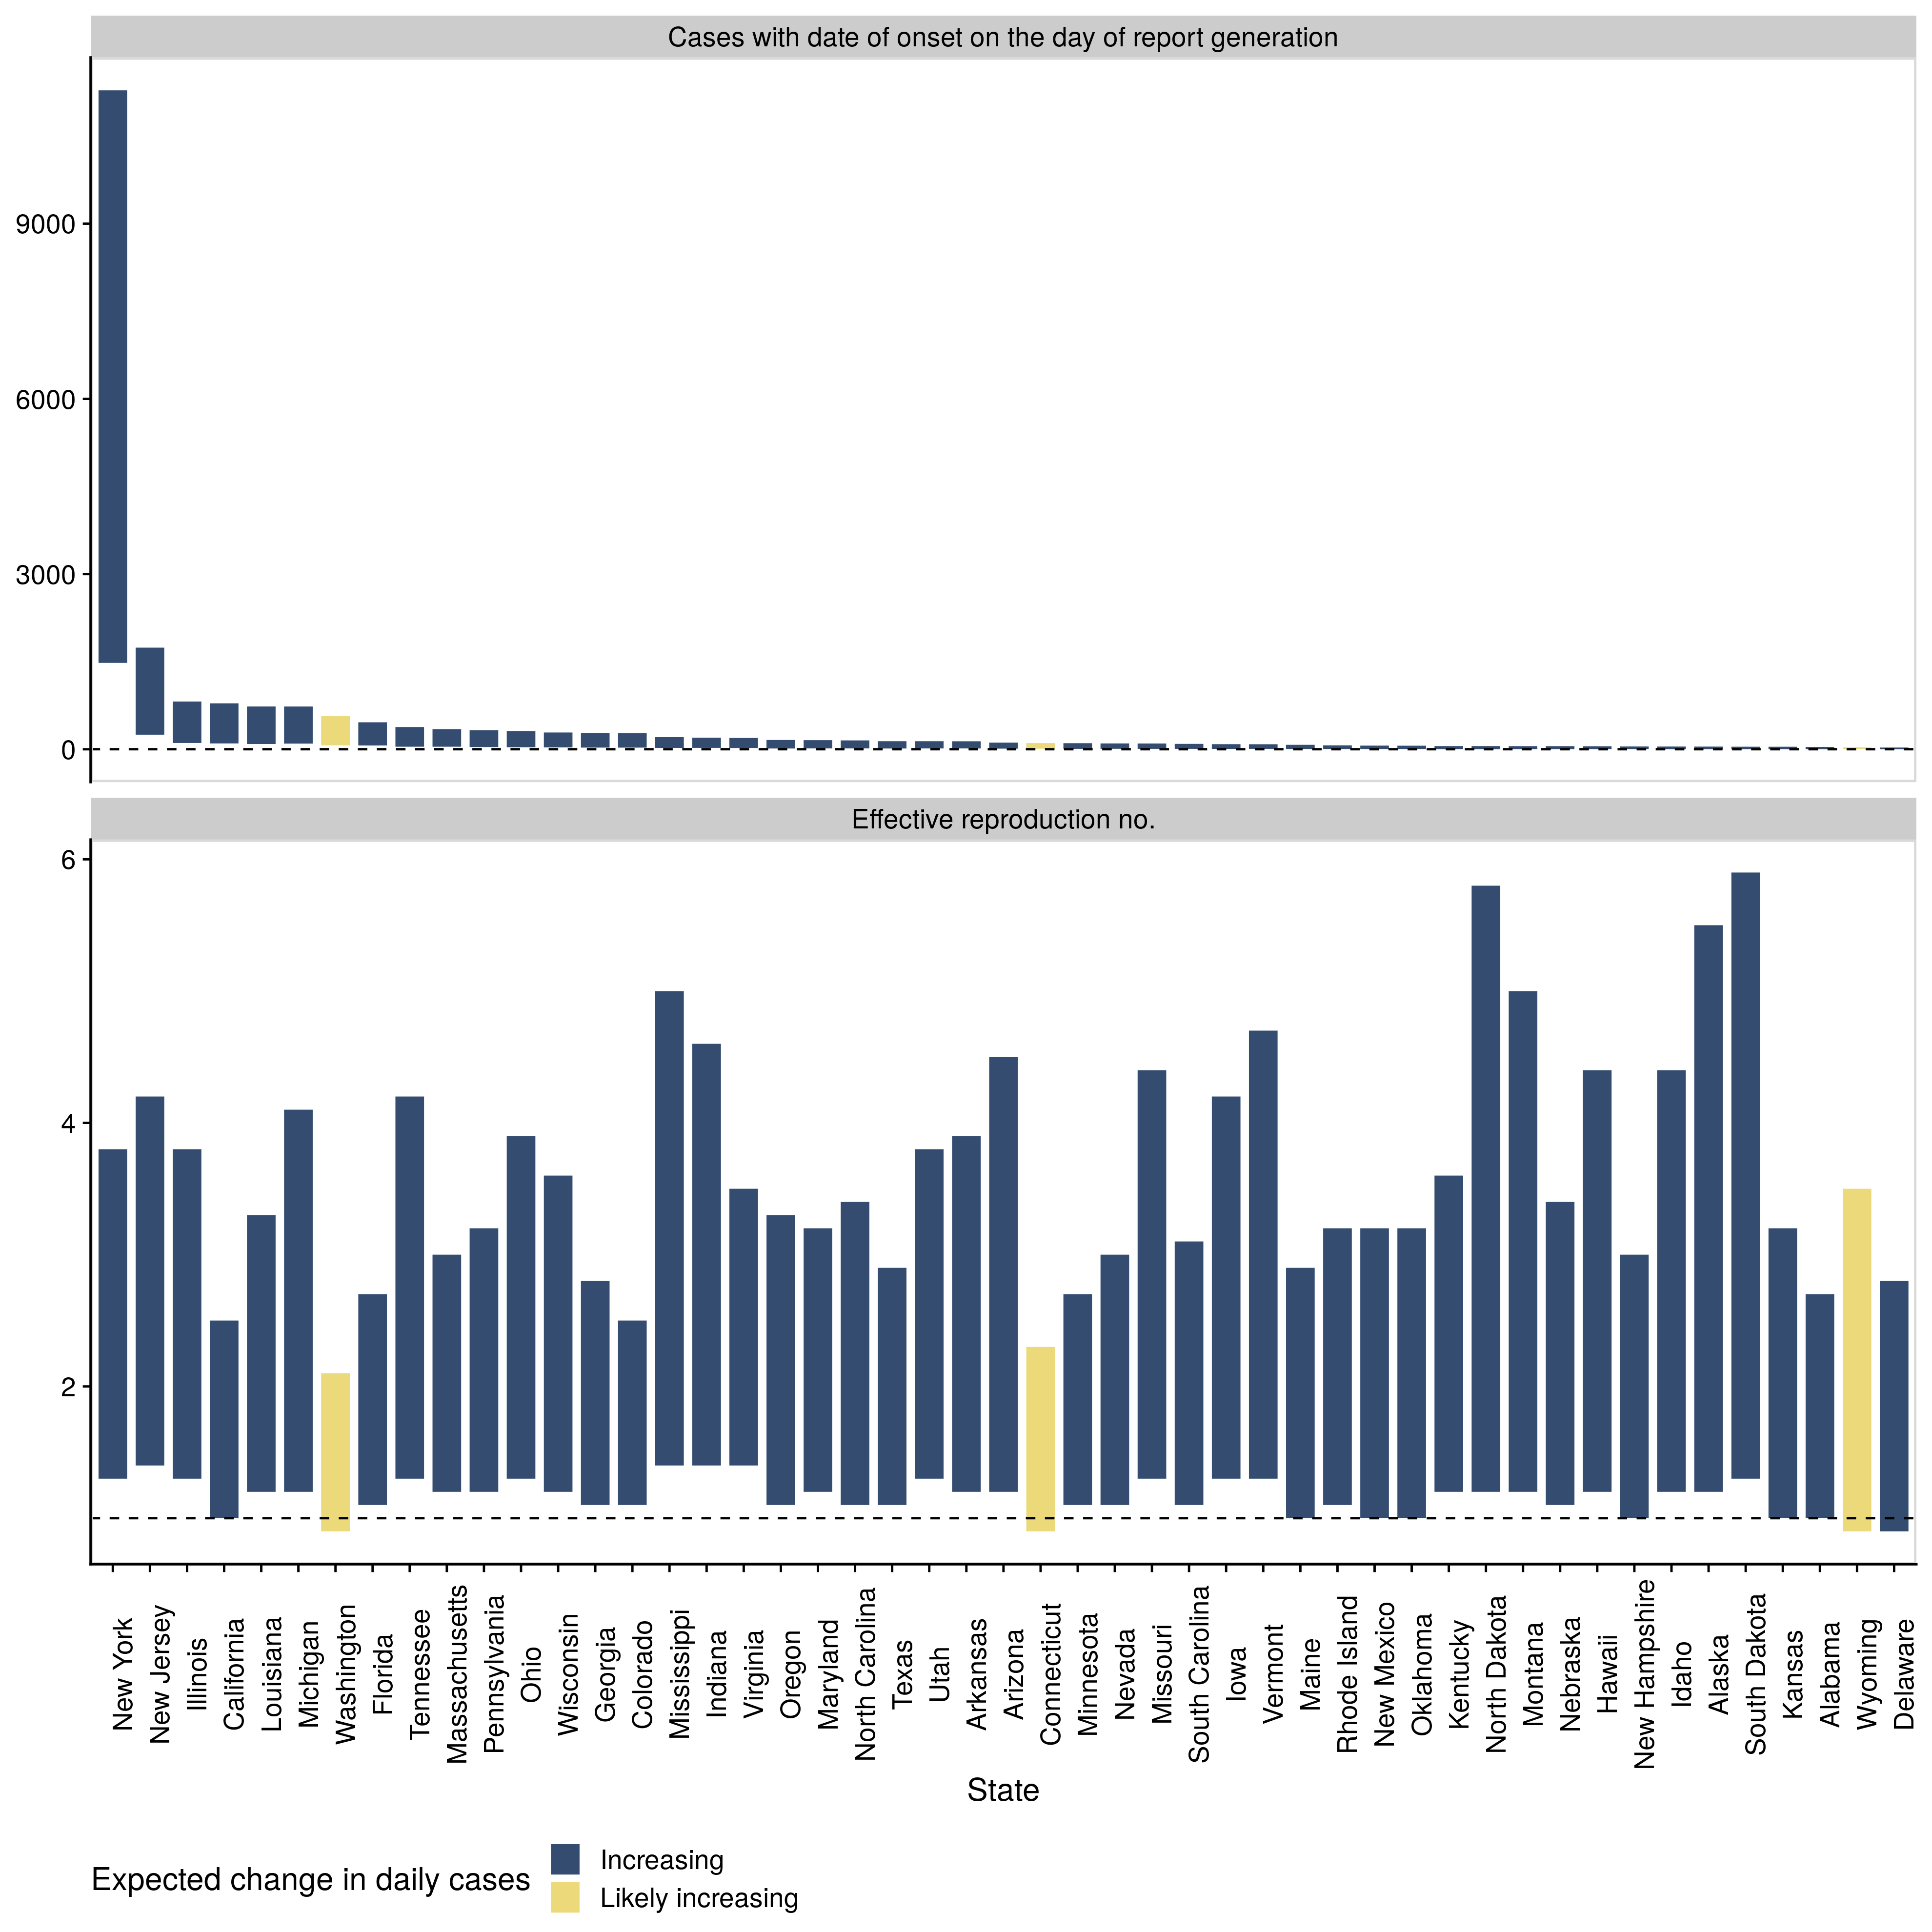 Cases with date of onset on the day of report generation
9000
6000
3000
0
Effective reproduction no.
6
4
2
New York
New Jersey
Illinois
California
Louisiana
Michigan
Washington
Florida
Tennessee
Massachusetts
Pennsylvania
Ohio
Wisconsin
Georgia
Colorado
Mississippi
Indiana
Virginia
Oregon
Maryland
North Carolina
Texas
Utah
Arkansas
Arizona
Connecticut
Minnesota
Nevada
Missouri
South Carolina
Iowa
Vermont
Maine
Rhode Island
New Mexico
Oklahoma
Kentucky
North Dakota
Montana
Nebraska
Hawaii
New Hampshire
Idaho
Alaska
South Dakota
Kansas
Alabama
Wyoming
Delaware
State
Expected change in daily cases
Increasing
Likely increasing